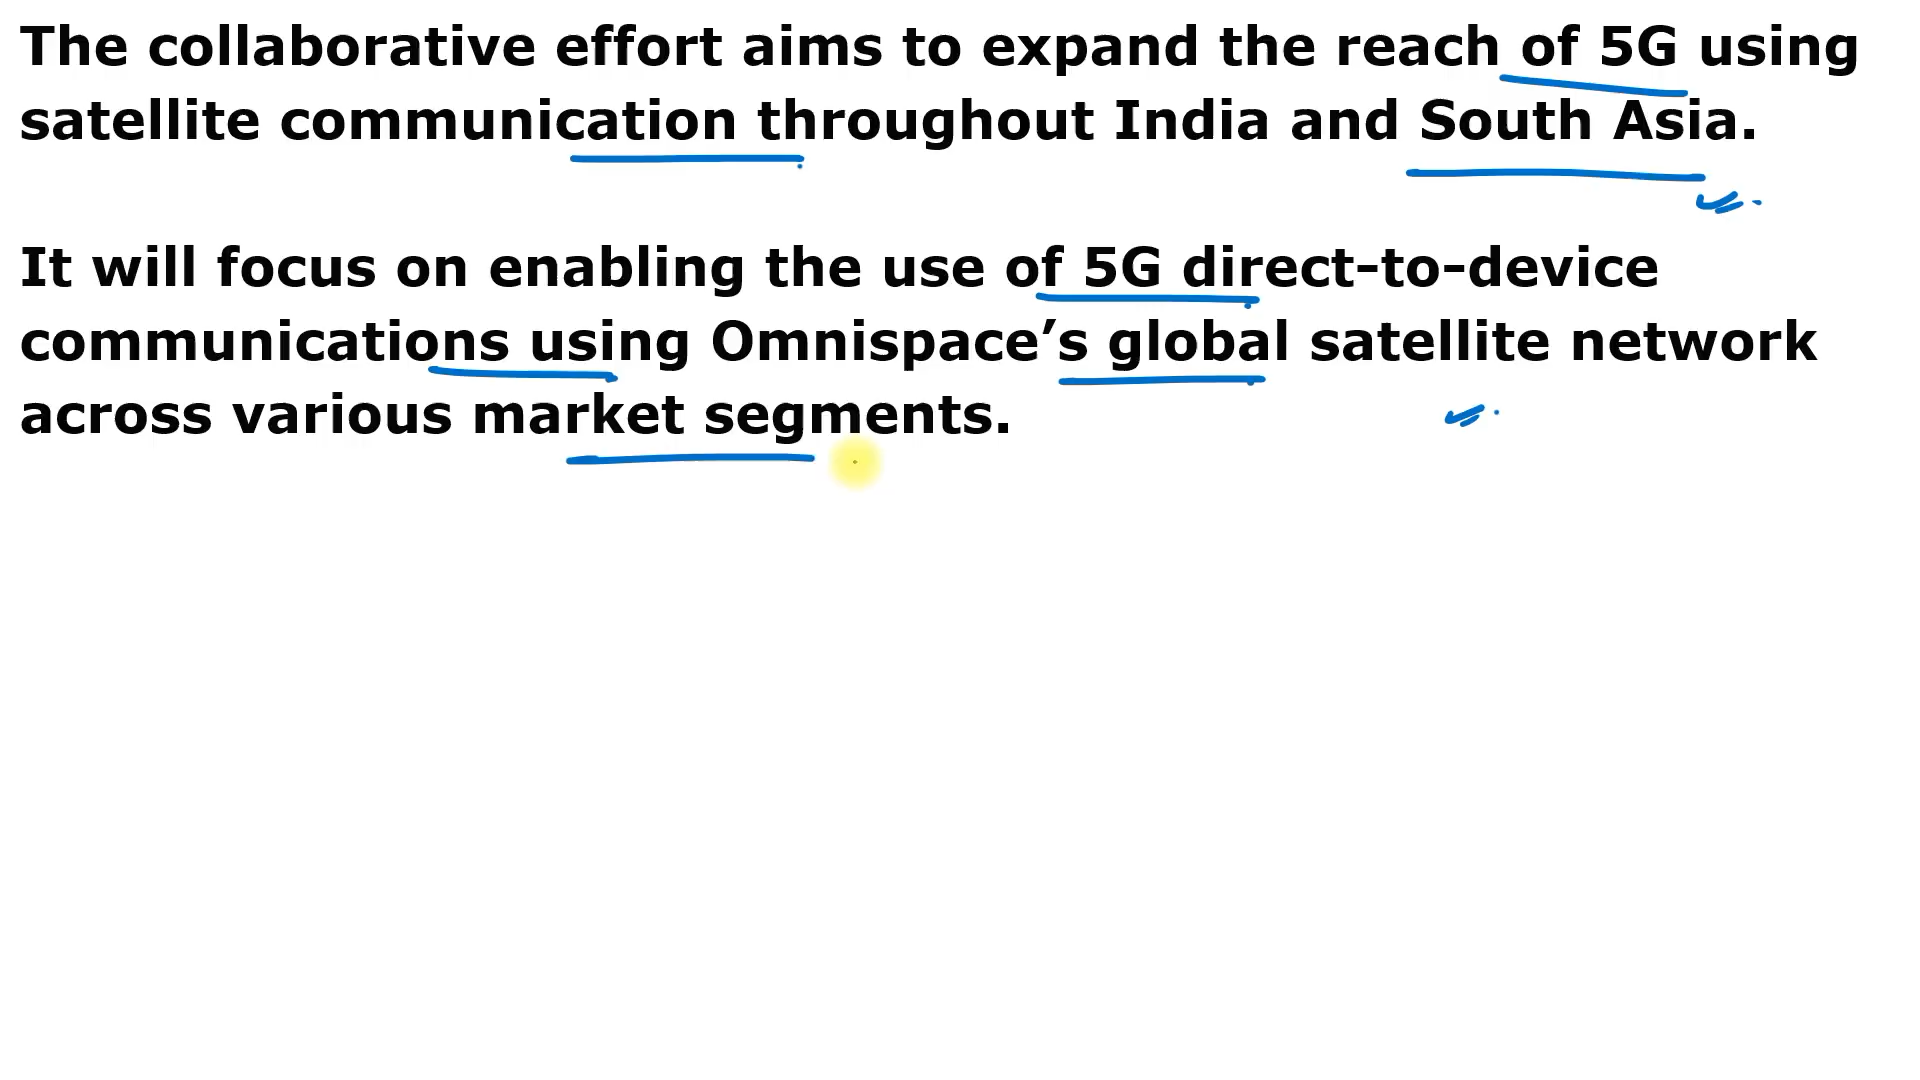 The collaborative effort aims to expand the reach of 5G using
satellite communication throughout India and South Asia.
It will focus on enabling the use of 5G direct-to-device
communications using Omnispace’s global satellite network
across various market segments.